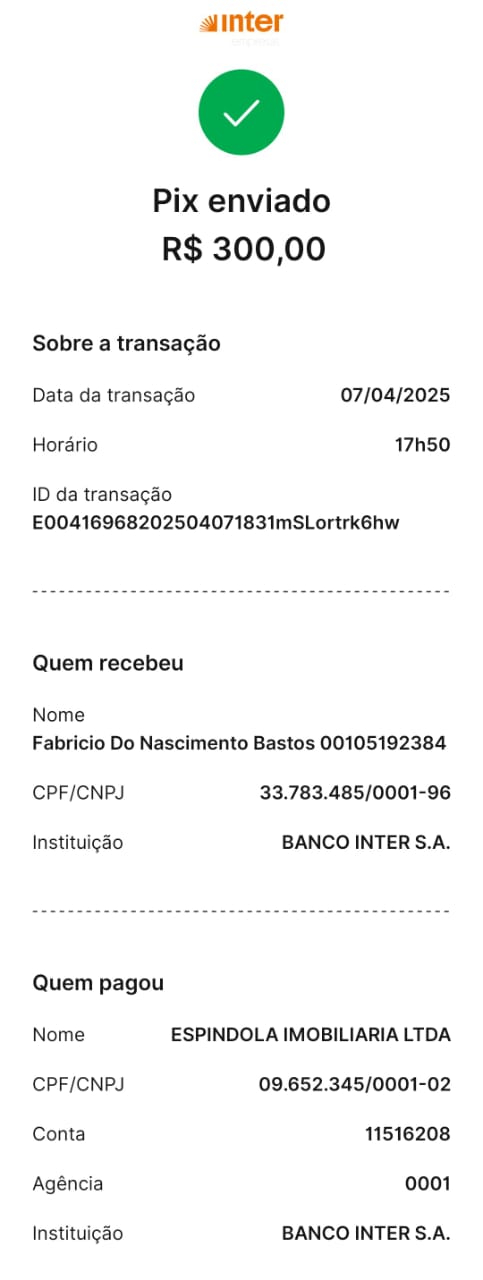 inter
empresas
Pix enviado
R$ 300,00
Sobre a transação
Data da transação 07/04/2025
Horário 17h50
ID da transação
E00416968202504071831mSLortrk6hw
Quem recebeu
Nome
Fabricio Do Nascimento Bastos 00105192384
CPF/CNPJ 33.783.485/0001-96
Instituição BANCO INTER S.A.
Quem pagou
Nome ESPINDOLA IMOBILIARIA LTDA
CPF/CNPJ 09.652.345/0001-02
Conta 11516208
Agência 0001
Instituição BANCO INTER S.A.